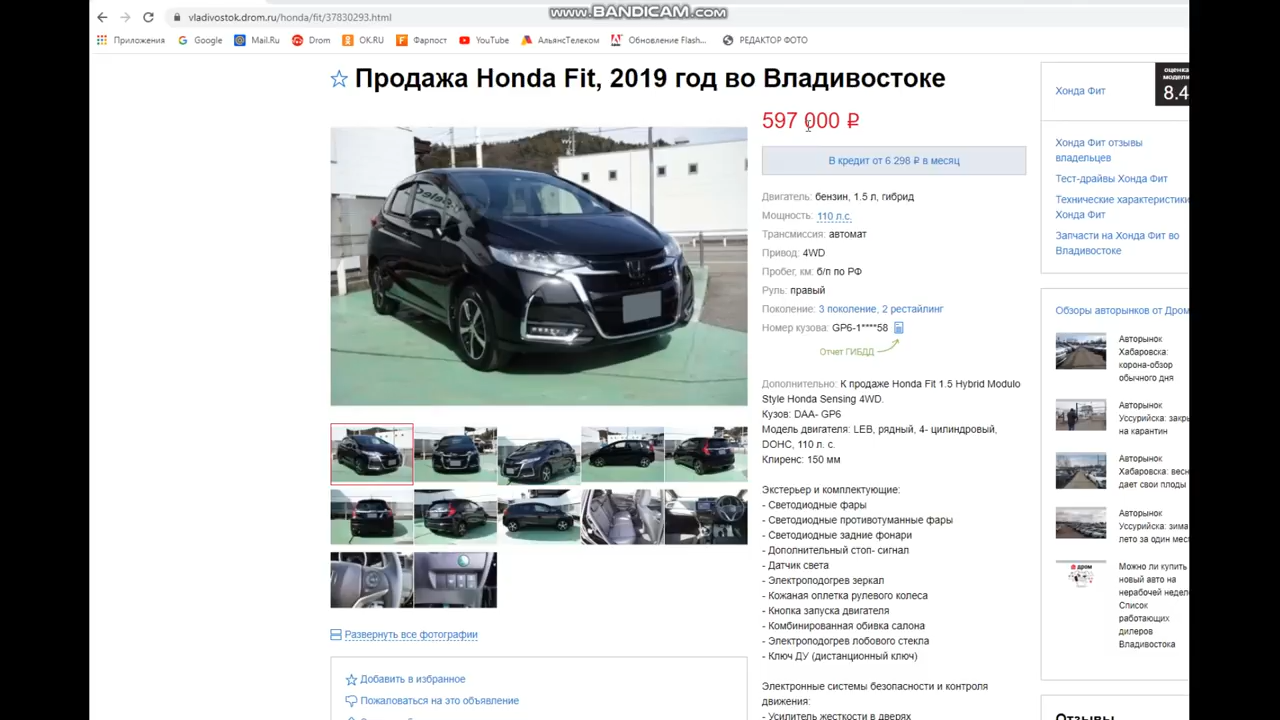 www.BANDICAM.com
vladivostok.drom.ru/honda/fit/37830293.html
Приложения Google Mail.Ru Drom OK.RU Фарпост YouTube АльянсТелеком Обновление Flash... РЕДАКТОР ФОТО
Продажа Honda Fit, 2019 год во Владивостоке
597 000 ₽
В кредит от 6 298 ₽ в месяц
Двигатель: бензин, 1.5 л, гибрид
Мощность: 110 л.с.
Трансмиссия: автомат
Привод: 4WD
Пробег, км: б/п по РФ
Руль: правый
Поколение: 3 поколение, 2 рестайлинг
Номер кузова: GP6-1****58
Отчет ГИБДД
Дополнительно: К продаже Honda Fit 1.5 Hybrid Modulo
Style Honda Sensing 4WD.
Кузов: DAA- GP6
Модель двигателя: LEB, рядный, 4- цилиндровый,
DOHC, 110 л. с.
Клиренс: 150 мм
Экстерьер и комплектующие:
- Светодиодные фары
- Светодиодные противотуманные фары
- Светодиодные задние фонари
- Дополнительный стоп- сигнал
- Датчик света
- Электроподогрев зеркал
- Кожаная оплетка рулевого колеса
- Кнопка запуска двигателя
- Комбинированная обивка салона
- Электроподогрев лобового стекла
- Ключ ДУ (дистанционный ключ)
Электронные системы безопасности и контроля
движения:
- Усилитель жесткости в дверях
Развернуть все фотографии
Добавить в избранное
Пожаловаться на это объявление
Хонда Фит
оценка
модели
8.4
Хонда Фит отзывы
владельцев
Тест-драйвы Хонда Фит
Технические характеристики
Хонда Фит
Запчасти на Хонда Фит во
Владивостоке
Обзоры авторынков от Дром
Авторынок
Хабаровска:
корона-обзор
обычного дня
Авторынок
Уссурийска: закры
на карантин
Авторынок
Хабаровска: весн
дает свои плоды
Авторынок
Уссурийска: зима
лето за один мес
дром
Можно ли купить
новый авто на
нерабочей недел
Список
работающих
дилеров
Владивостока
Отзывы